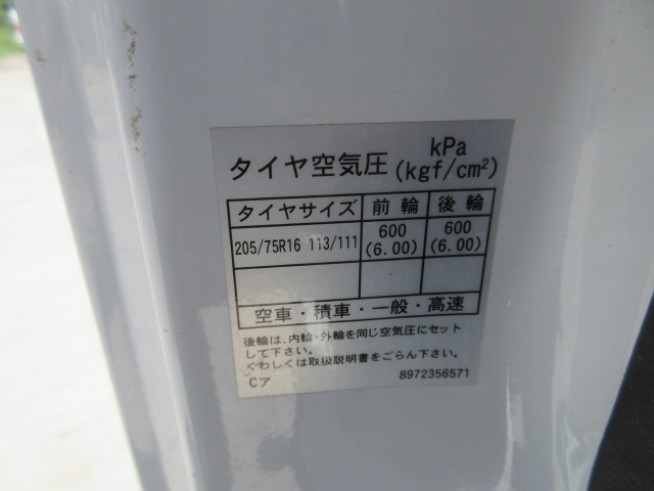 タイヤ空気圧 kPa
(kgf/cm²)
タイヤサイズ 前輪 後輪
205/75R16 113/111 600 600
(6.00) (6.00)
空車・積車・一般・高速
後輪は、内輪・外輪を同じ空気圧にセット
して下さい。
くわしくは取扱説明書をごらん下さい。
Cア 8972356571